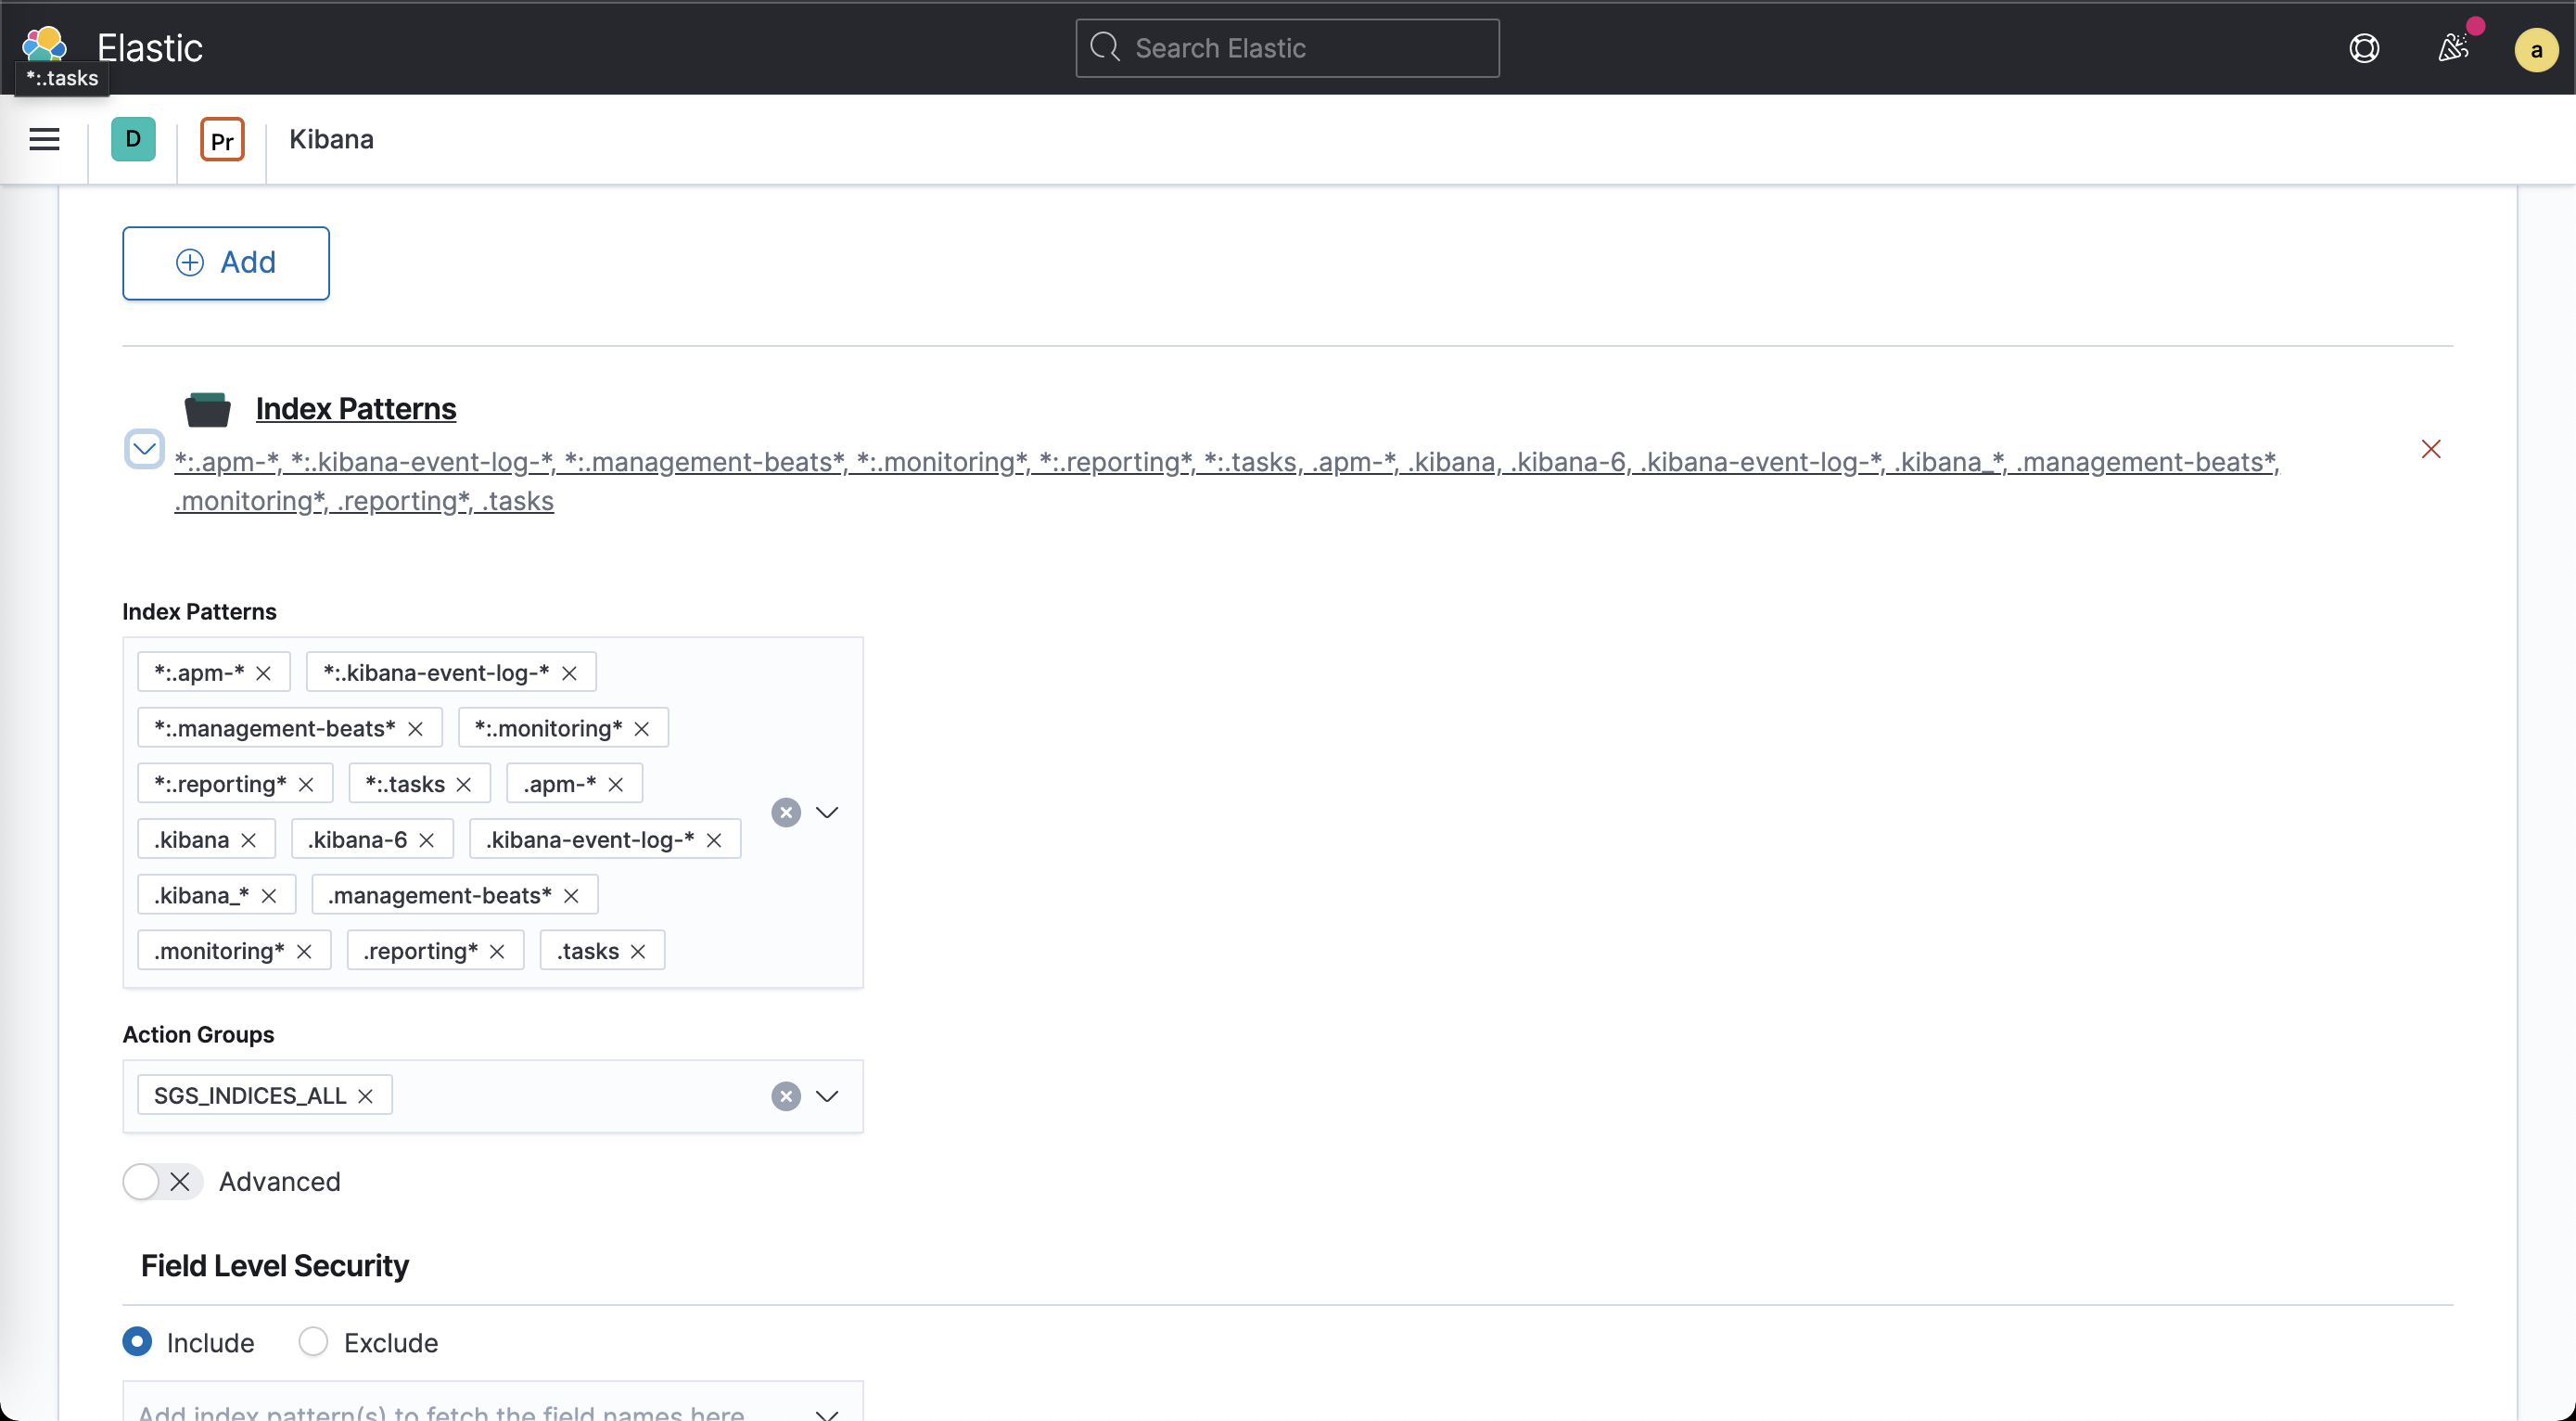 Elastic
Search Elastic
a
*:.tasks
D
Pr
Kibana
Add
Index Patterns
*:.apm-*, *:.kibana-event-log-*, *:.management-beats*, *:.monitoring*, *:.reporting*, *:.tasks, .apm-*, .kibana, .kibana-6, .kibana-event-log-*, .kibana_*, .management-beats*,
.monitoring*, .reporting*, .tasks
Index Patterns
*:.apm-* *:.kibana-event-log-*
*:.management-beats* *:.monitoring*
*:.reporting* *:.tasks .apm-*
.kibana .kibana-6 .kibana-event-log-*
.kibana_* .management-beats*
.monitoring* .reporting* .tasks
Action Groups
SGS_INDICES_ALL
Advanced
Field Level Security
Include Exclude
Add index pattern(s) to fetch the field names here